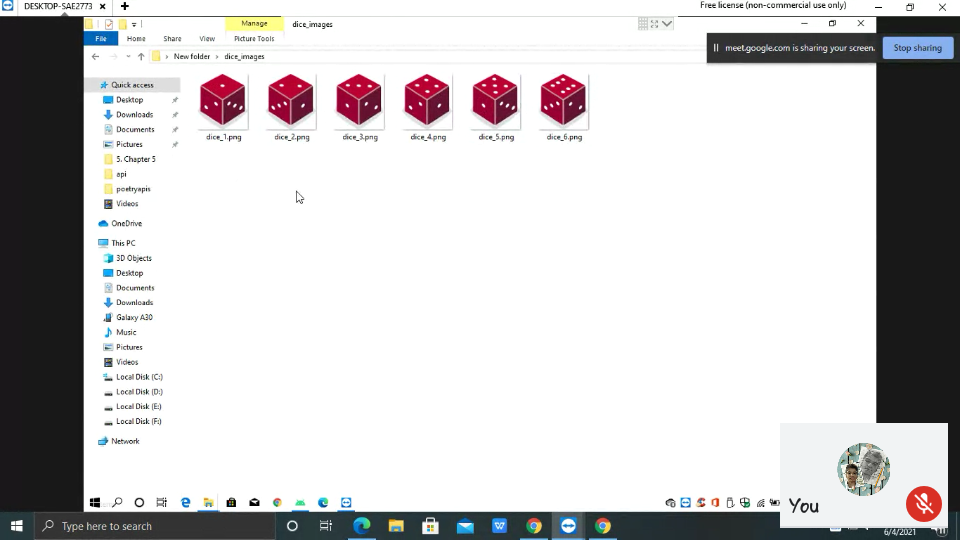 DESKTOP-SAE2773
Free license (non-commercial use only)
Manage
dice_images
File
Home
Share
View
Picture Tools
meet.google.com is sharing your screen.
Stop sharing
New folder
dice_images
Quick access
Desktop
Downloads
Documents
Pictures
5. Chapter 5
api
poetryapis
Videos
OneDrive
This PC
3D Objects
Desktop
Documents
Downloads
Galaxy A30
Music
Pictures
Videos
Local Disk (C:)
Local Disk (D:)
Local Disk (E:)
Local Disk (F:)
Network
dice_1.png
dice_2.png
dice_3.png
dice_4.png
dice_5.png
dice_6.png
You
Type here to search
6/4/2021